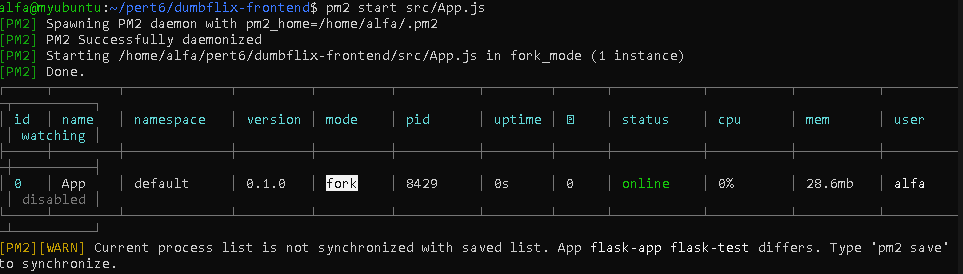 alfa@myubuntu:~/pert6/dumbflix-frontend$ pm2 start src/App.js
[PM2] Spawning PM2 daemon with pm2_home=/home/alfa/.pm2
[PM2] PM2 Successfully daemonized
[PM2] Starting /home/alfa/pert6/dumbflix-frontend/src/App.js in fork_mode (1 instance)
[PM2] Done.
│ id │ name │ namespace │ version │ mode │ pid │ uptime │ │ status │ cpu │ mem │ user
│ watching │
│ 0 │ App │ default │ 0.1.0 │ fork │ 8429 │ 0s │ 0 │ online │ 0% │ 28.6mb │ alfa
│ disabled │
[PM2][WARN] Current process list is not synchronized with saved list. App flask-app flask-test differs. Type 'pm2 save'
to synchronize.